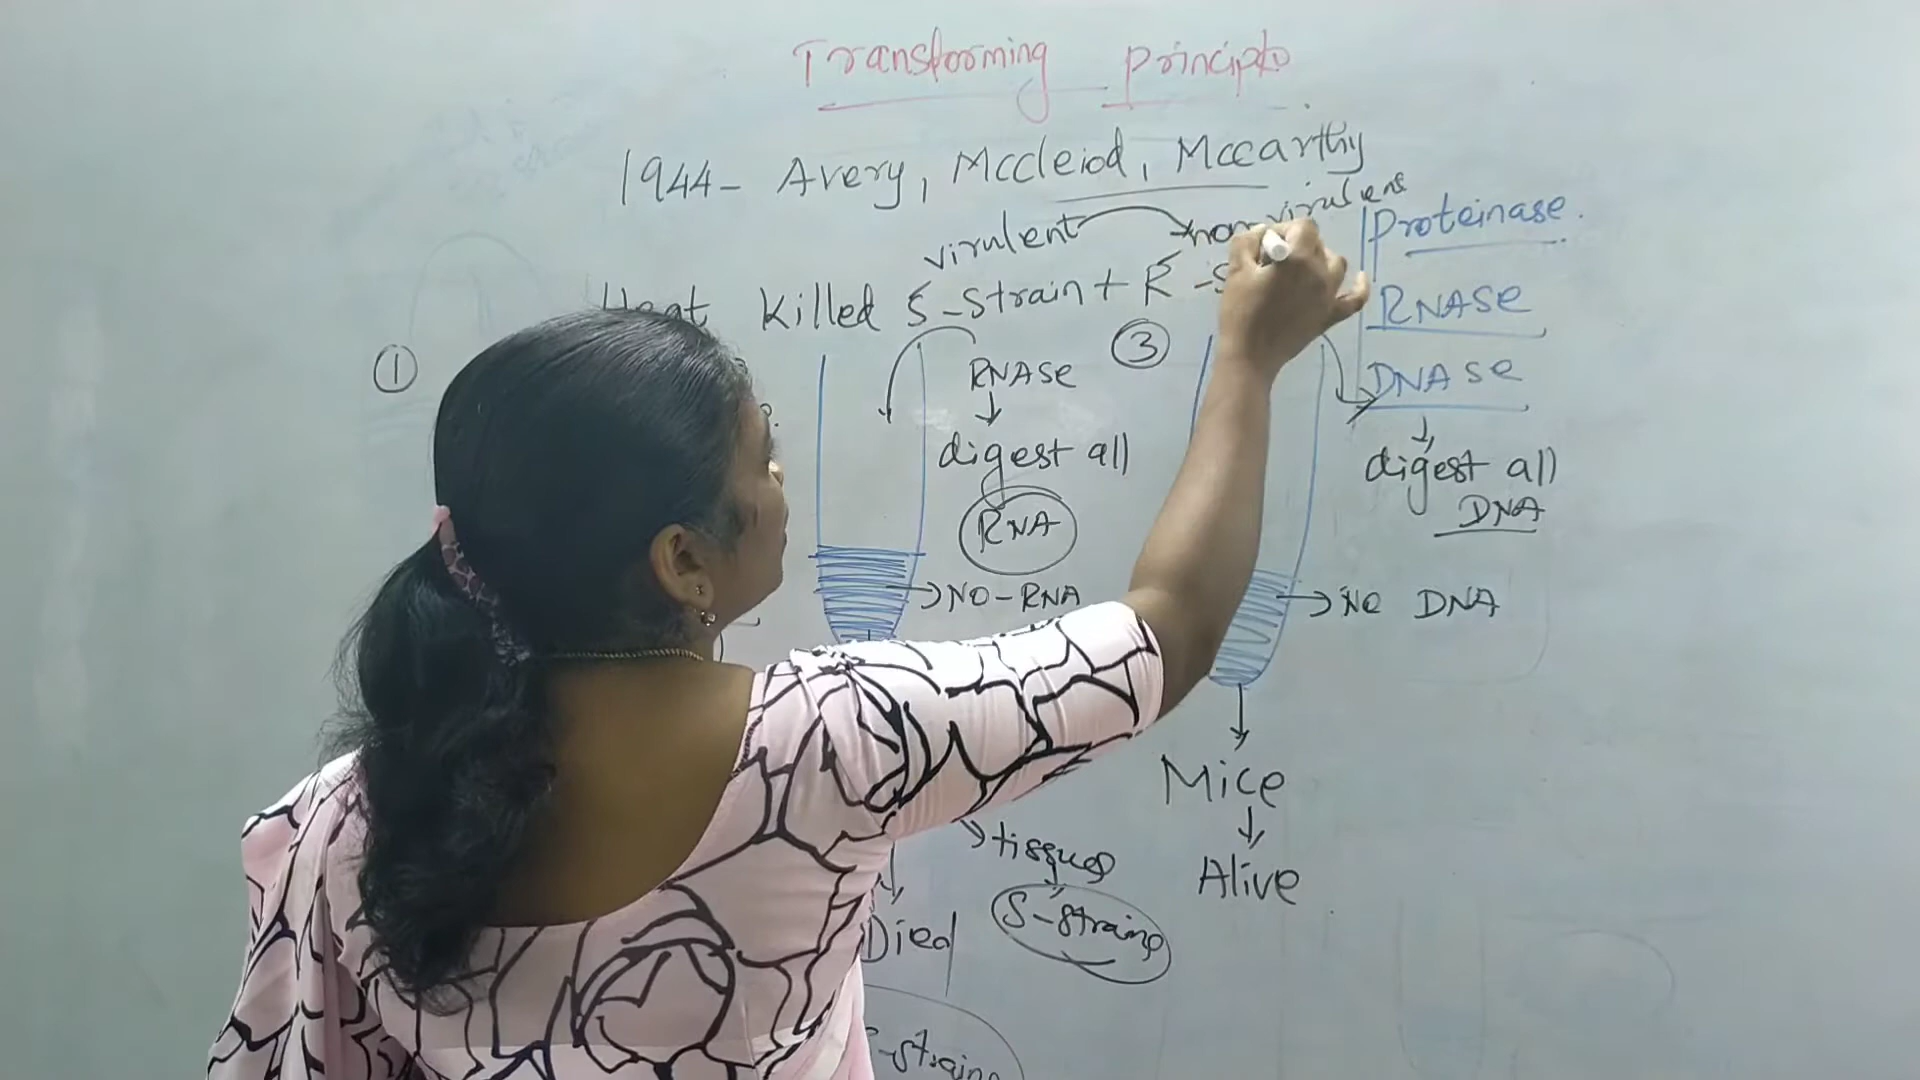 Transforming Principle
1944- Avery, Mccleiod, Mccarthy
virulent
Heat Killed S-Strain + R -S
Proteinase.
RNASe
DNASe
digest all
DNA
①
RNASe
digest all
RNA
NO-RNA
③
NO DNA
Mice
Alive
tissues
S-strains
Died